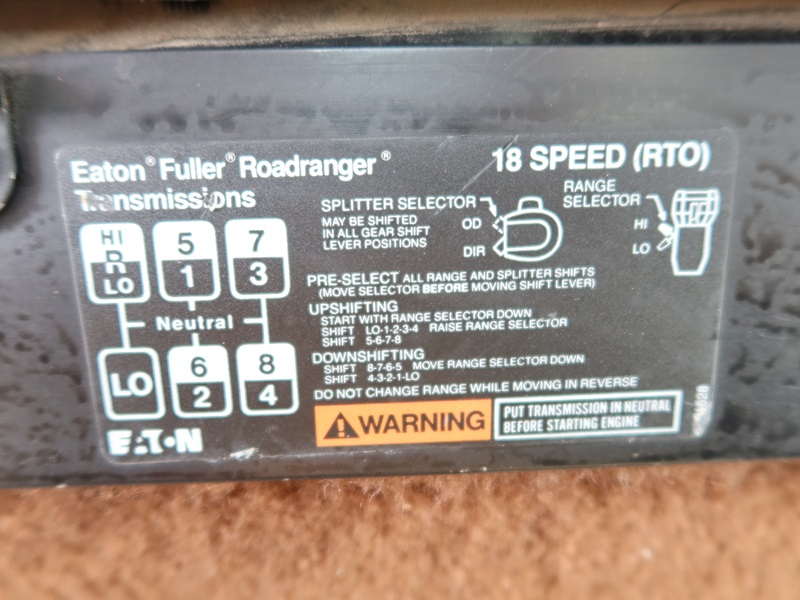 Eaton® Fuller® Roadranger®
Transmissions
18 SPEED (RTO)
HI
R
LO
5
1
7
3
Neutral
LO
6
2
8
4
EATON
SPLITTER SELECTOR
MAY BE SHIFTED
IN ALL GEAR SHIFT
LEVER POSITIONS
OD
DIR
RANGE
SELECTOR
HI
LO
PRE-SELECT ALL RANGE AND SPLITTER SHIFTS
(MOVE SELECTOR BEFORE MOVING SHIFT LEVER)
UPSHIFTING
START WITH RANGE SELECTOR DOWN
SHIFT LO-1-2-3-4 RAISE RANGE SELECTOR
SHIFT 5-6-7-8
DOWNSHIFTING
SHIFT 8-7-6-5 MOVE RANGE SELECTOR DOWN
SHIFT 4-3-2-1-LO
DO NOT CHANGE RANGE WHILE MOVING IN REVERSE
WARNING
PUT TRANSMISSION IN NEUTRAL
BEFORE STARTING ENGINE